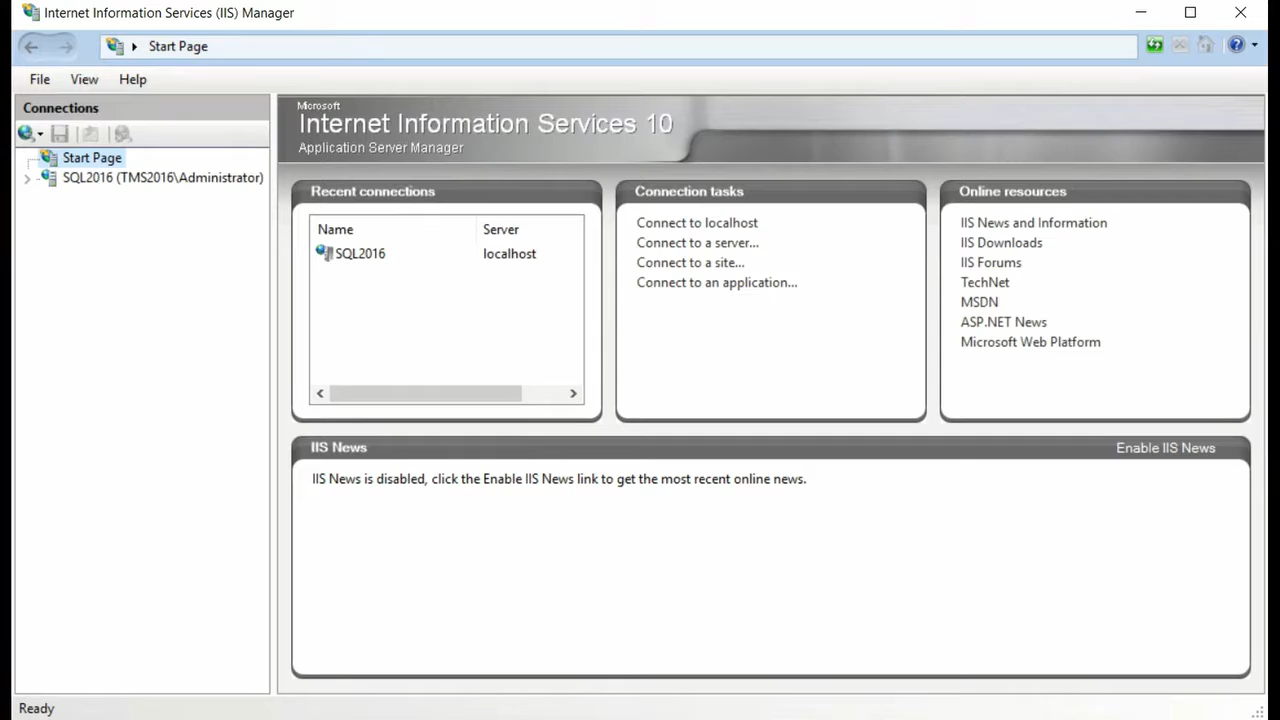 Internet Information Services (IIS) Manager
Start Page
File View Help
Connections
Start Page
SQL2016 (TMS2016\Administrator)
Microsoft
Internet Information Services 10
Application Server Manager
Recent connections
Name Server
SQL2016 localhost
Connection tasks
Connect to localhost
Connect to a server...
Connect to a site...
Connect to an application...
Online resources
IIS News and Information
IIS Downloads
IIS Forums
TechNet
MSDN
ASP.NET News
Microsoft Web Platform
IIS News Enable IIS News
IIS News is disabled, click the Enable IIS News link to get the most recent online news.
Ready